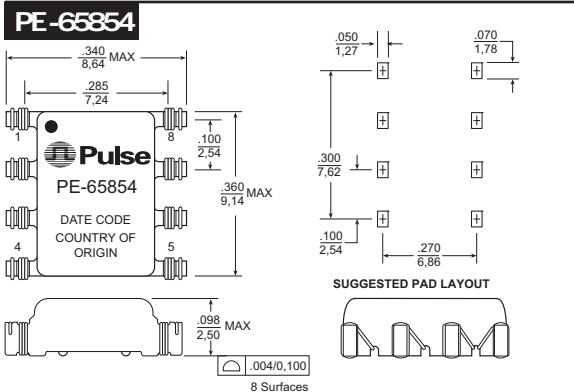 PE-65854
.340
8,64
MAX
.285
7,24
1
8
.100
2,54
Pulse
PE-65854
DATE CODE
COUNTRY OF
ORIGIN
.360
9,14
MAX
4
5
.098
2,50
MAX
.004/0,100
8 Surfaces
.050
1,27
.070
1,78
.300
7,62
.100
2,54
.270
6,86
SUGGESTED PAD LAYOUT